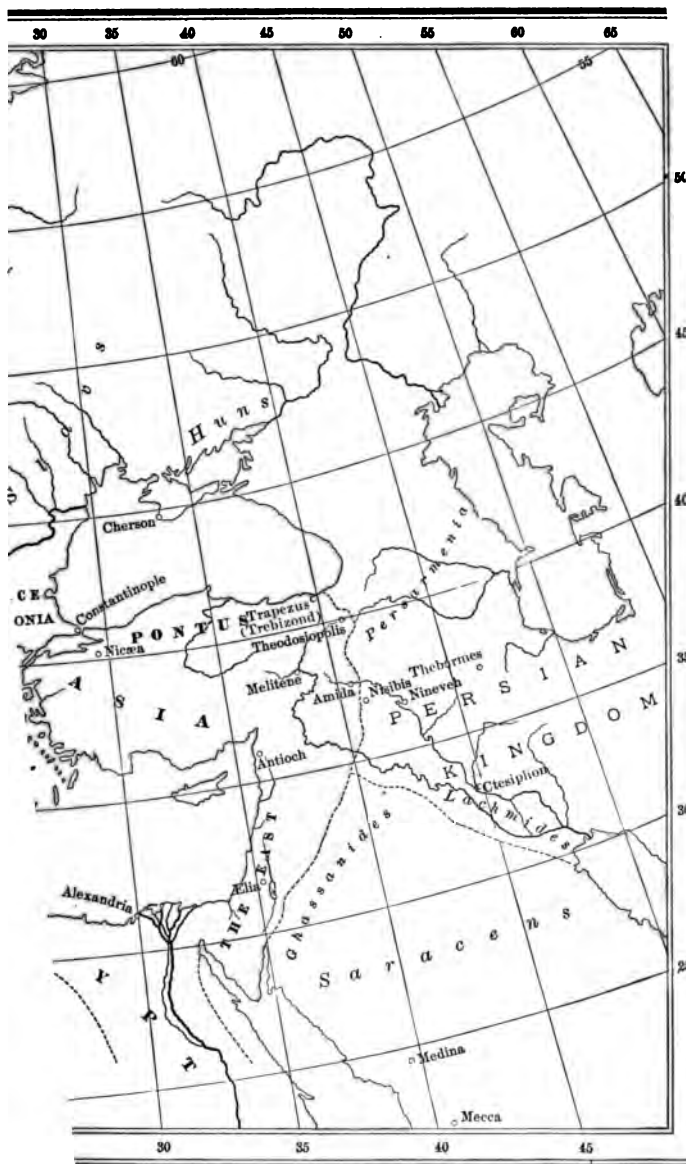 30 35 40 45 50 55 60 65
60
55
50
45
40
35
30
25
Huns
Cherson
CE
ONIA
Constantinople
PONTUS
Trapezus
(Trebizond)
Theodosiopolis
Nicæa
Persarmenia
Thebarmes
Melitene
Amida
Nisibis
Nineveh
ASIA
PERSIAN
KINGDOM
Antioch
Ctesiphon
Lachmides
Ghassanides
THE EAST
Elia
Alexandria
Saracens
YPT
Medina
Mecca
30 35 40 45